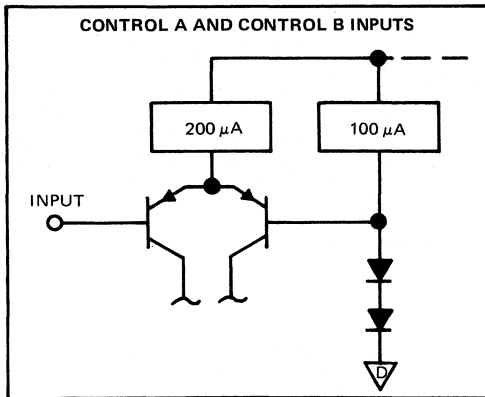 CONTROL A AND CONTROL B INPUTS
200 μA
100 μA
INPUT
D